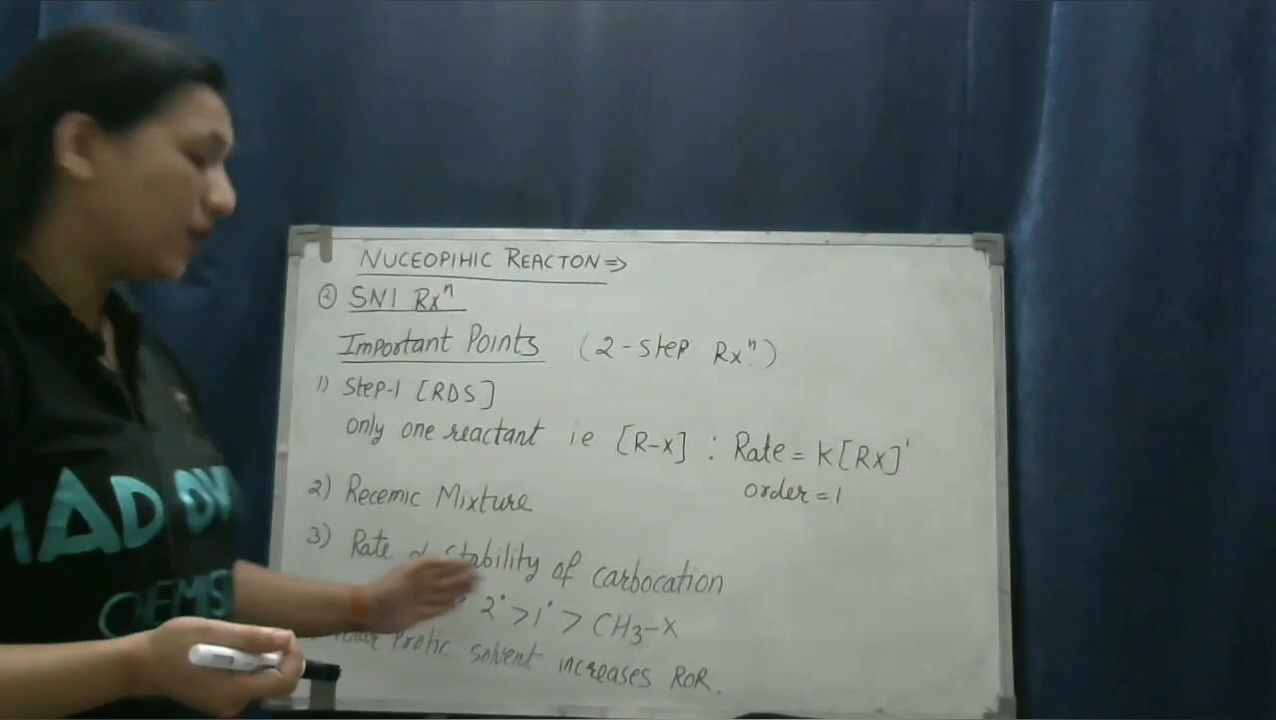 NUCEOPIHIC REACTON⇒
② SN1 Rxⁿ
Important Points (2-step Rxⁿ)
1) Step-1 [RDS]
only one reactant ie [R-X] : Rate = K[RX]¹
order = 1
2) Recemic Mixture
3) Rate ∝ stability of carbocation
2° > 1° > CH3-X
Protic solvent increases ROR.
MAD
CHEMIS